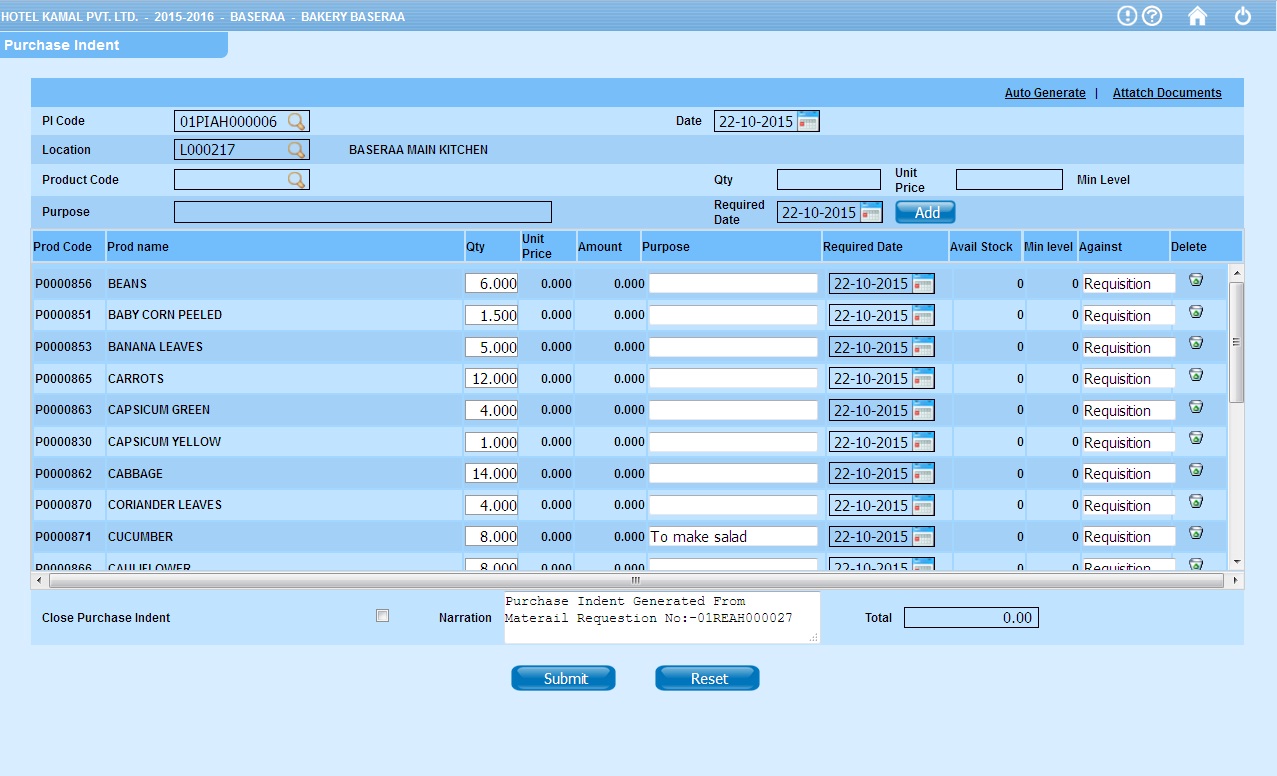 HOTEL KAMAL PVT. LTD. - 2015-2016 - BASERAA - BAKERY BASERAA
Purchase Indent
Auto Generate | Attatch Documents
PI Code 01PIAH000006 Date 22-10-2015
Location L000217 BASERAA MAIN KITCHEN
Product Code Qty Unit Price Min Level
Purpose Required Date 22-10-2015 Add
Prod Code Prod name Qty Unit Price Amount Purpose Required Date Avail Stock Min level Against Delete
P0000856 BEANS 6.000 0.000 0.000 22-10-2015 0 0 Requisition
P0000851 BABY CORN PEELED 1.500 0.000 0.000 22-10-2015 0 0 Requisition
P0000853 BANANA LEAVES 5.000 0.000 0.000 22-10-2015 0 0 Requisition
P0000865 CARROTS 12.000 0.000 0.000 22-10-2015 0 0 Requisition
P0000863 CAPSICUM GREEN 4.000 0.000 0.000 22-10-2015 0 0 Requisition
P0000830 CAPSICUM YELLOW 1.000 0.000 0.000 22-10-2015 0 0 Requisition
P0000862 CABBAGE 14.000 0.000 0.000 22-10-2015 0 0 Requisition
P0000870 CORIANDER LEAVES 4.000 0.000 0.000 22-10-2015 0 0 Requisition
P0000871 CUCUMBER 8.000 0.000 0.000 To make salad 22-10-2015 0 0 Requisition
P0000866 CAULIFLOWER 8.000 0.000 0.000 22-10-2015 0 0 Requisition
Close Purchase Indent Narration Purchase Indent Generated From
Materail Requestion No:-01REAH000027 Total 0.00
Submit Reset